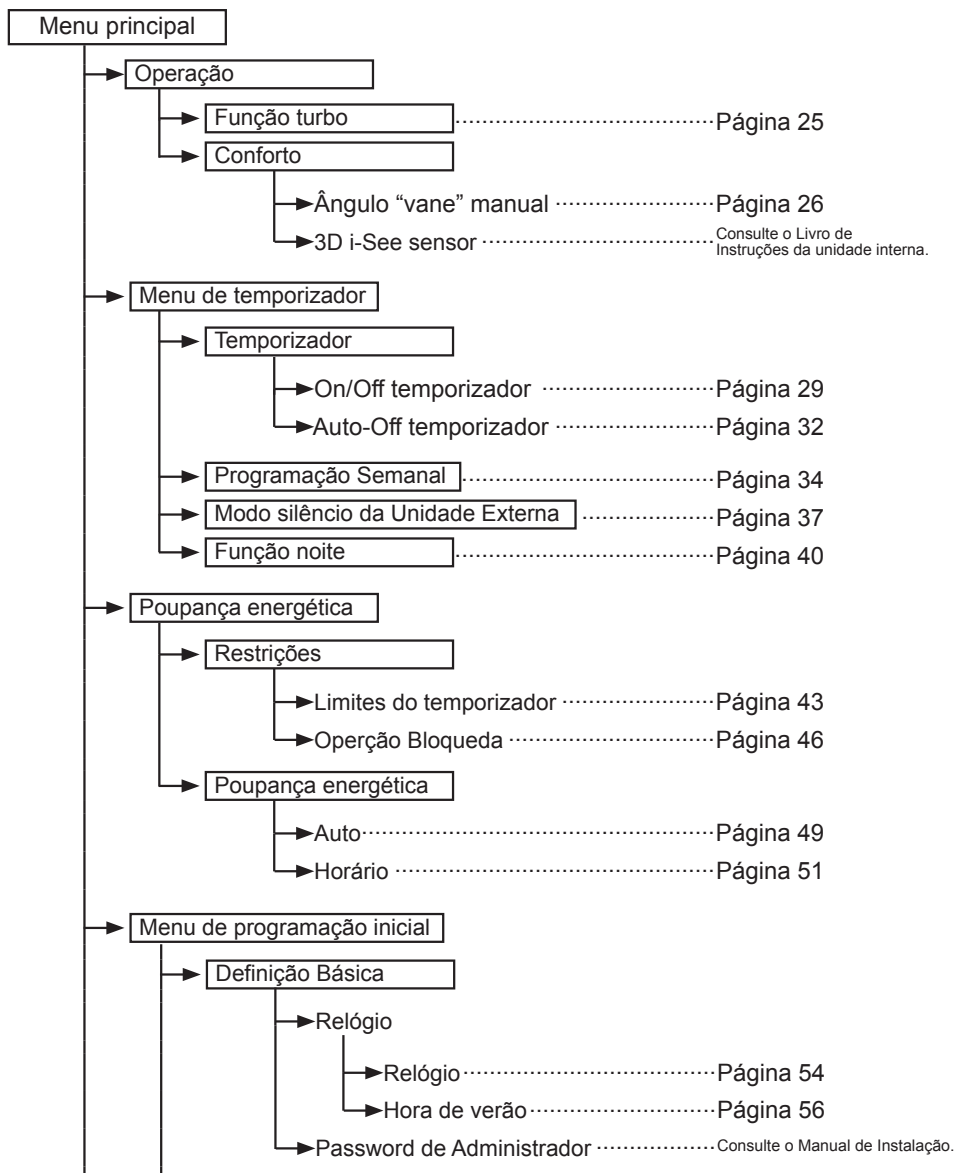 Menu principal
Operação
Função turbo Página 25
Conforto
Ângulo “vane” manual Página 26
3D i-See sensor Consulte o Livro de
Instruções da unidade interna.
Menu de temporizador
Temporizador
On/Off temporizador Página 29
Auto-Off temporizador Página 32
Programação Semanal Página 34
Modo silêncio da Unidade Externa Página 37
Função noite Página 40
Poupança energética
Restrições
Limites do temporizador Página 43
Operção Bloqueda Página 46
Poupança energética
Auto Página 49
Horário Página 51
Menu de programação inicial
Definição Básica
Relógio
Relógio Página 54
Hora de verão Página 56
Password de Administrador Consulte o Manual de Instalação.